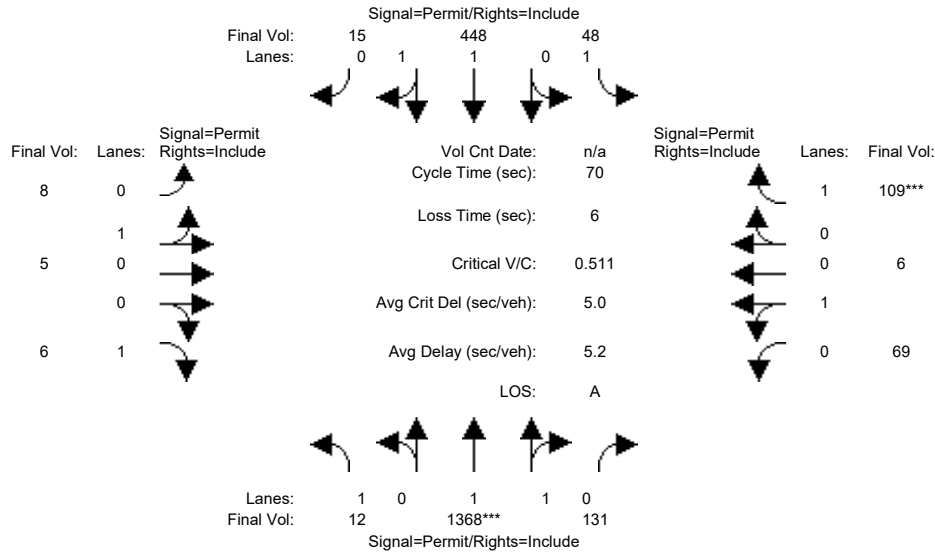 Signal=Permit/Rights=Include
Final Vol: 15 448 48
Lanes: 0 1 1 0 1
Signal=Permit
Final Vol: Lanes: Rights=Include
Vol Cnt Date: n/a
Signal=Permit
Rights=Include Lanes: Final Vol:
Cycle Time (sec): 70
8 0
1 109***
Loss Time (sec): 6
1
0
5 0
Critical V/C: 0.511
0 6
0
Avg Crit Del (sec/veh): 5.0
1
6 1
Avg Delay (sec/veh): 5.2
0 69
LOS: A
Lanes: 1 0 1 1 0
Final Vol: 12 1368*** 131
Signal=Permit/Rights=Include